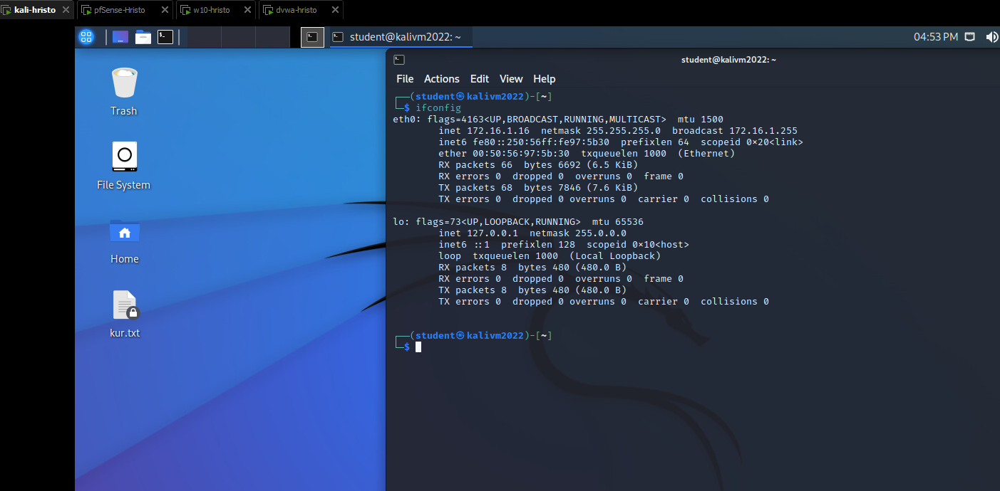 kali-hristo
pfSense-Hristo
w10-hristo
dvwa-hristo
student@kalivm2022: ~
04:53 PM
student@kalivm2022: ~
File Actions Edit View Help
Trash
File System
Home
kur.txt
┌──(student㉿kalivm2022)-[~]
└─$ ifconfig
eth0: flags=4163<UP,BROADCAST,RUNNING,MULTICAST>  mtu 1500
        inet 172.16.1.16  netmask 255.255.255.0  broadcast 172.16.1.255
        inet6 fe80::250:56ff:fe97:5b30  prefixlen 64  scopeid 0x20<link>
        ether 00:50:56:97:5b:30  txqueuelen 1000  (Ethernet)
        RX packets 66  bytes 6692 (6.5 KiB)
        RX errors 0  dropped 0  overruns 0  frame 0
        TX packets 68  bytes 7846 (7.6 KiB)
        TX errors 0  dropped 0 overruns 0  carrier 0  collisions 0
lo: flags=73<UP,LOOPBACK,RUNNING>  mtu 65536
        inet 127.0.0.1  netmask 255.0.0.0
        inet6 ::1  prefixlen 128  scopeid 0x10<host>
        loop  txqueuelen 1000  (Local Loopback)
        RX packets 8  bytes 480 (480.0 B)
        RX errors 0  dropped 0  overruns 0  frame 0
        TX packets 8  bytes 480 (480.0 B)
        TX errors 0  dropped 0 overruns 0  carrier 0  collisions 0
┌──(student㉿kalivm2022)-[~]
└─$